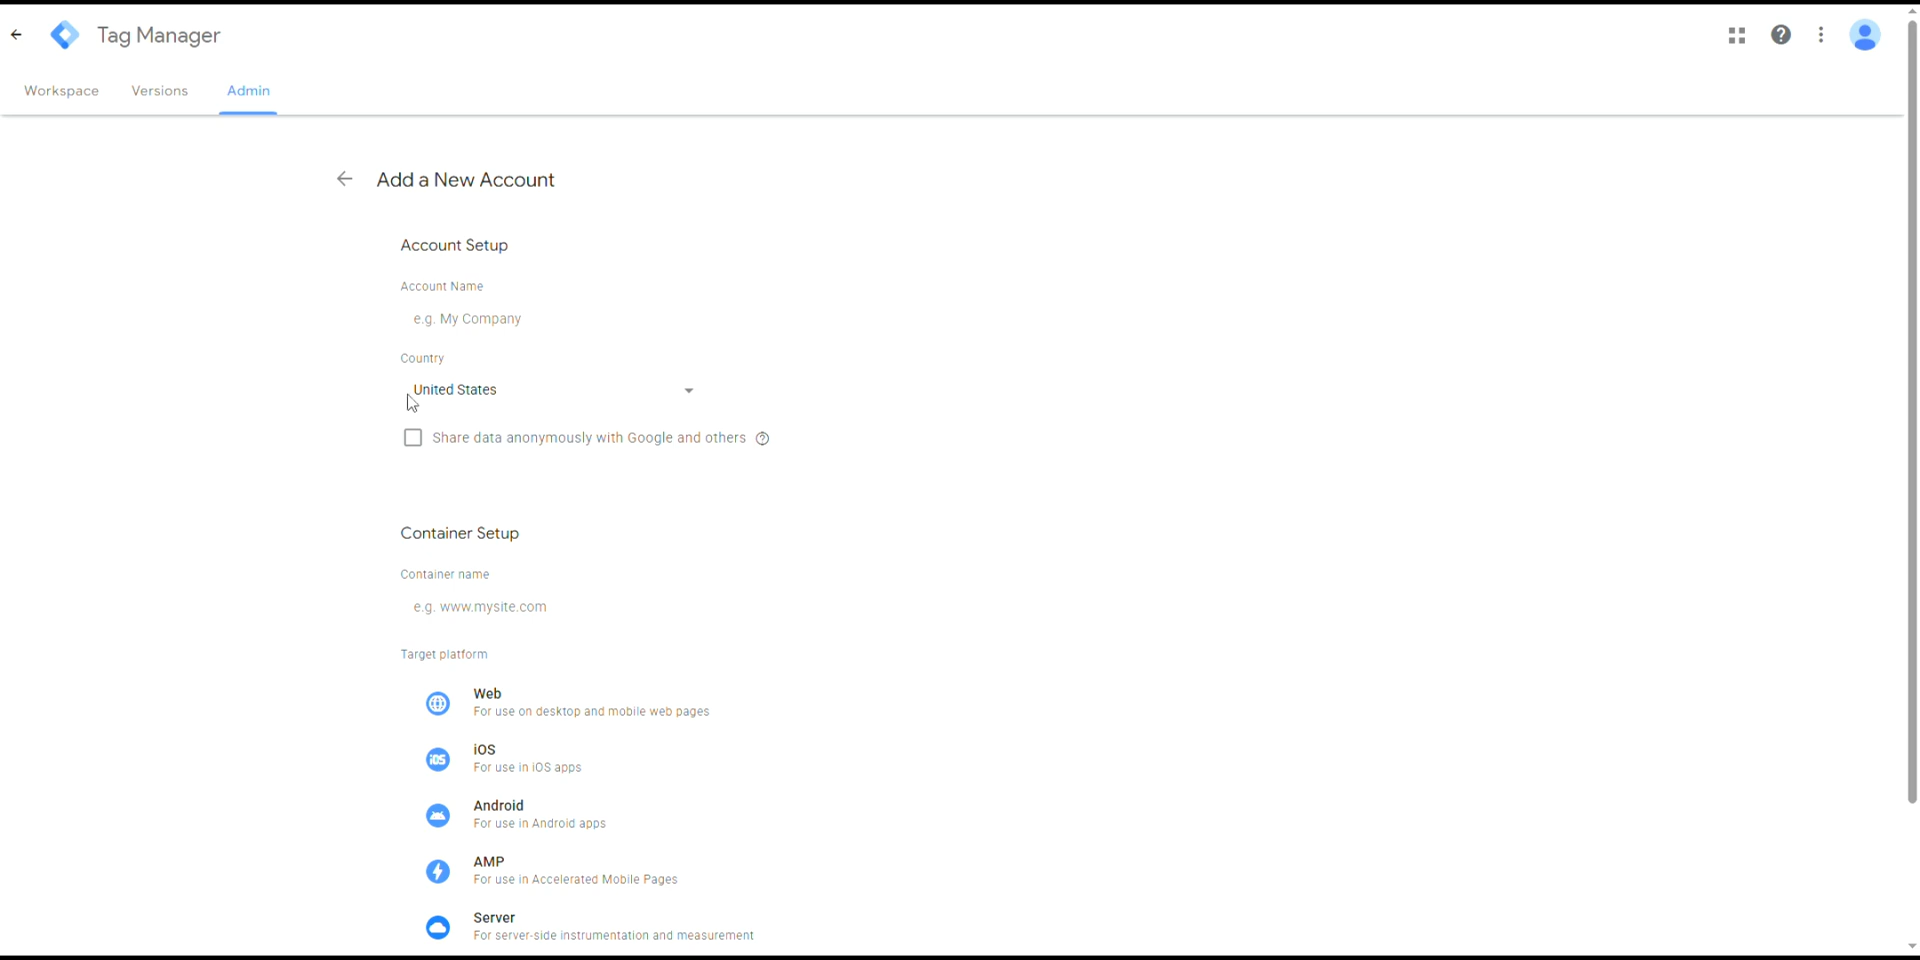 Tag Manager
Workspace Versions Admin
Add a New Account
Account Setup
Account Name
e.g. My Company
Country
United States
Share data anonymously with Google and others
Container Setup
Container name
e.g. www.mysite.com
Target platform
Web
For use on desktop and mobile web pages
iOS
iOS
For use in iOS apps
Android
For use in Android apps
AMP
For use in Accelerated Mobile Pages
Server
For server-side instrumentation and measurement